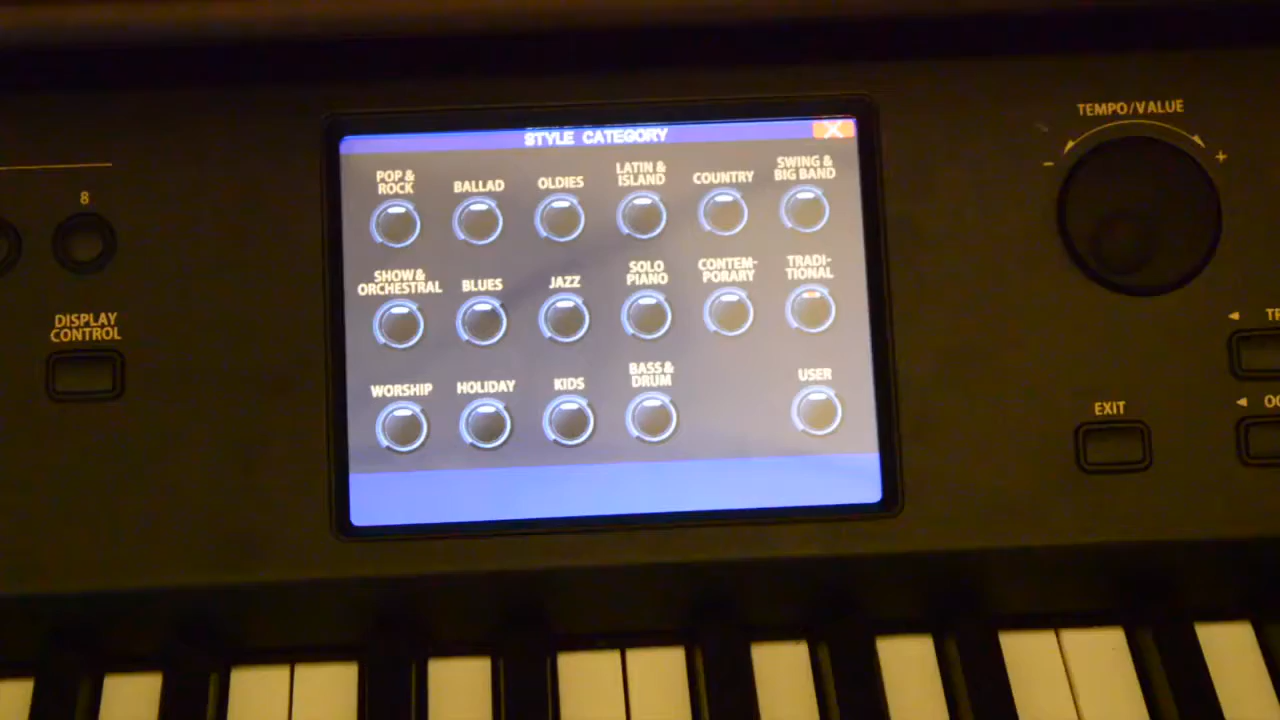 TEMPO/VALUE
- +
STYLE CATEGORY
POP &
ROCK
BALLAD
OLDIES
LATIN &
ISLAND
COUNTRY
SWING &
BIG BAND
8
SHOW &
ORCHESTRAL
BLUES
JAZZ
SOLO
PIANO
CONTEM-
PORARY
TRADI-
TIONAL
DISPLAY
CONTROL
WORSHIP
HOLIDAY
KIDS
BASS &
DRUM
USER
EXIT